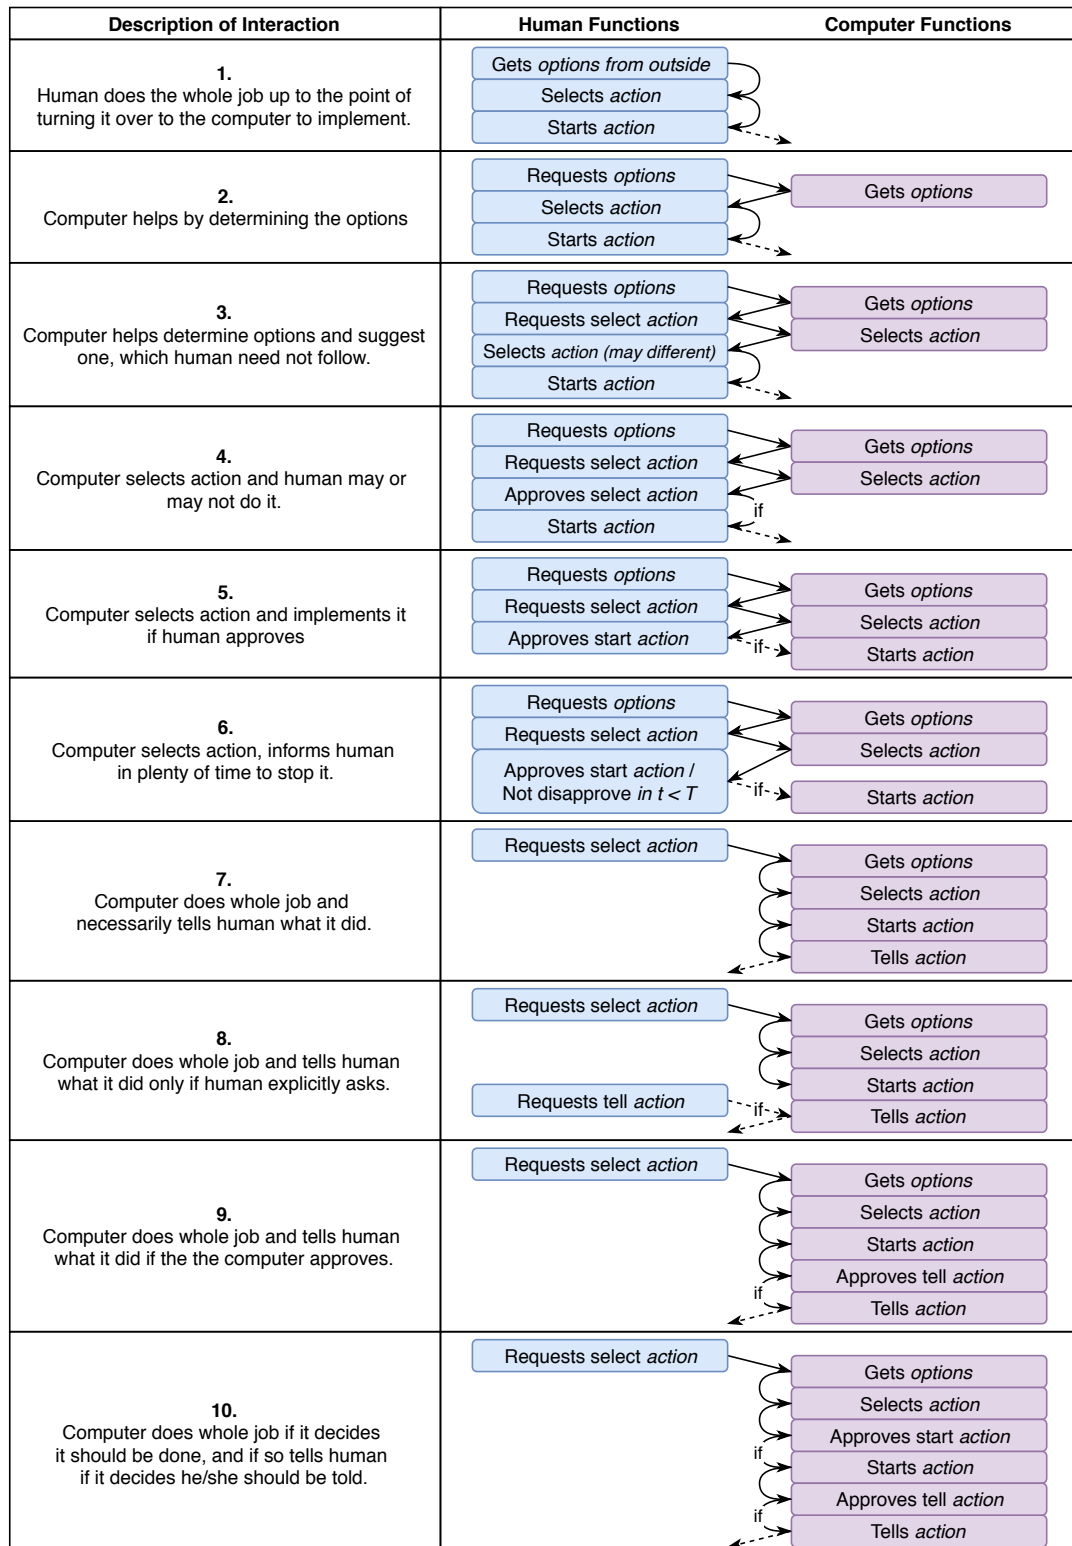 Description of Interaction
Human Functions
Computer Functions
1.
Human does the whole job up to the point of
turning it over to the computer to implement.
Gets options from outside
Selects action
Starts action
2.
Computer helps by determining the options
Requests options
Selects action
Starts action
Gets options
3.
Computer helps determine options and suggest
one, which human need not follow.
Requests options
Requests select action
Selects action (may different)
Starts action
Gets options
Selects action
4.
Computer selects action and human may or
may not do it.
Requests options
Requests select action
Approves select action
if
Starts action
Gets options
Selects action
5.
Computer selects action and implements it
if human approves
Requests options
Requests select action
Approves start action
if
Gets options
Selects action
Starts action
6.
Computer selects action, informs human
in plenty of time to stop it.
Requests options
Requests select action
Approves start action /
Not disapprove in t < T
if
Gets options
Selects action
Starts action
7.
Computer does whole job and
necessarily tells human what it did.
Requests select action
Gets options
Selects action
Starts action
Tells action
8.
Computer does whole job and tells human
what it did only if human explicitly asks.
Requests select action
Requests tell action
if
Gets options
Selects action
Starts action
Tells action
9.
Computer does whole job and tells human
what it did if the the computer approves.
Requests select action
Gets options
Selects action
Starts action
Approves tell action
if
Tells action
10.
Computer does whole job if it decides
it should be done, and if so tells human
if it decides he/she should be told.
Requests select action
Gets options
Selects action
Approves start action
if
Starts action
Approves tell action
if
Tells action